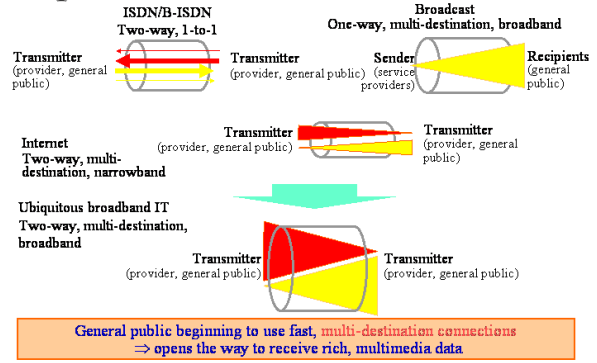 ISDN/B-ISDN
Two-way, 1-to-1
Transmitter
(provider, general
public)
Transmitter
(provider, general public)
Broadcast
One-way, multi-destination, broadband
Sender
(service
providers)
Recipients
(general
public)
Internet
Two-way, multi-
destination, narrowband
Transmitter
(provider, general public)
Transmitter
(provider, general
public)
Ubiquitous broadband IT
Two-way, multi-destination,
broadband
Transmitter
(provider, general public)
Transmitter
(provider, general public)
General public beginning to use fast, multi-destination connections
⇒ opens the way to receive rich, multimedia data